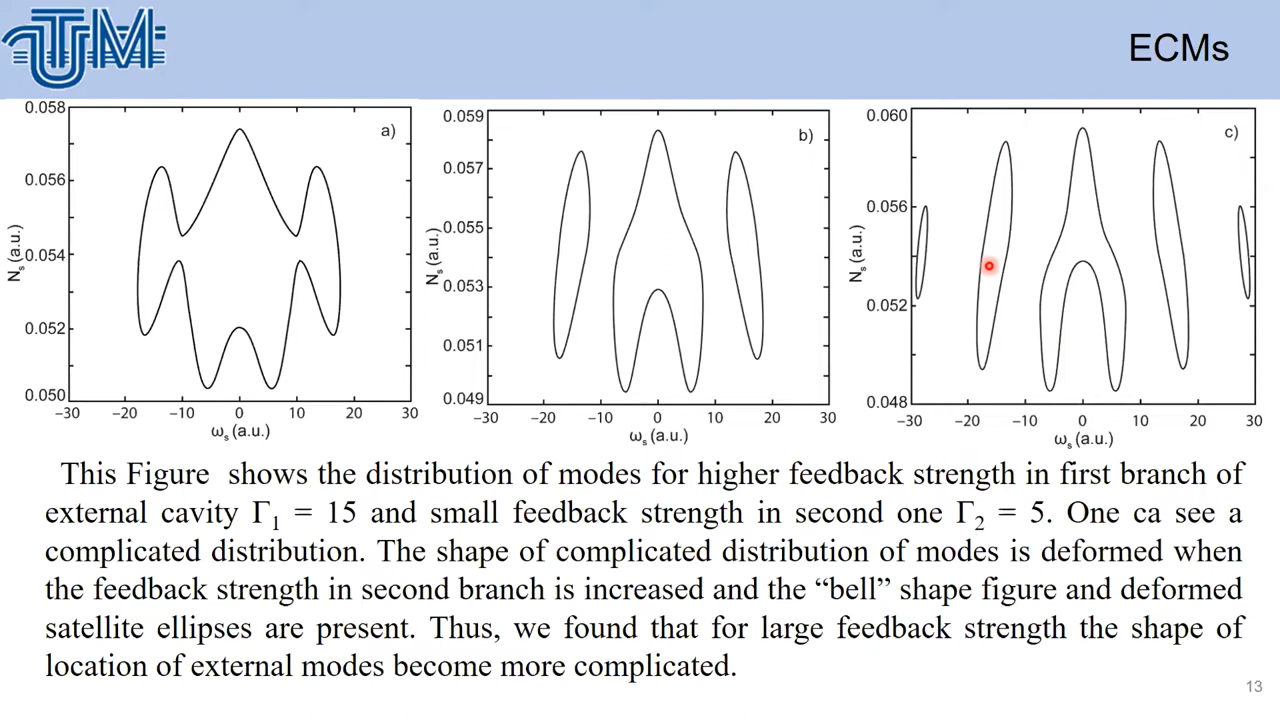 UTM
ECMs
a)
0.058
0.056
0.054
0.052
0.050
Nₛ (a.u.)
−30 −20 −10 0 10 20 30
ωₛ (a.u.)
b)
0.059
0.057
0.055
0.053
0.051
0.049
Nₛ (a.u.)
−30 −20 −10 0 10 20 30
ωₛ (a.u.)
c)
0.060
0.056
0.052
0.048
Nₛ (a.u.)
−30 −20 −10 0 10 20 30
ωₛ (a.u.)
This Figure shows the distribution of modes for higher feedback strength in first branch of
external cavity Γ₁ = 15 and small feedback strength in second one Γ₂ = 5. One ca see a
complicated distribution. The shape of complicated distribution of modes is deformed when
the feedback strength in second branch is increased and the “bell” shape figure and deformed
satellite ellipses are present. Thus, we found that for large feedback strength the shape of
location of external modes become more complicated.
13